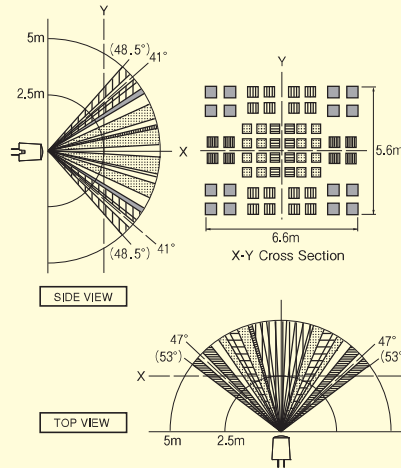 Y
5m
(48.5°)
41°
2.5m
X
41°
(48.5°)
SIDE VIEW
Y
X
5.6m
6.6m
X-Y Cross Section
47°
(53°)
47°
(53°)
X
TOP VIEW
5m
2.5m